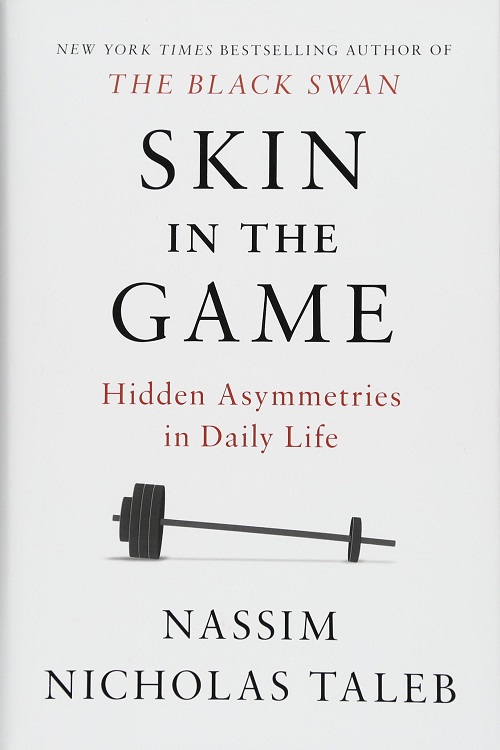 NEW YORK TIMES BESTSELLING AUTHOR OF
THE BLACK SWAN
SKIN
IN THE
GAME
Hidden Asymmetries
in Daily Life
NASSIM
NICHOLAS TALEB